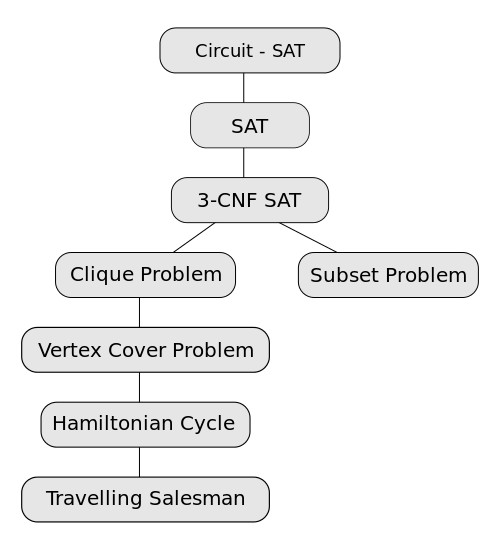 Circuit - SAT
SAT
3-CNF SAT
Clique Problem
Subset Problem
Vertex Cover Problem
Hamiltonian Cycle
Travelling Salesman